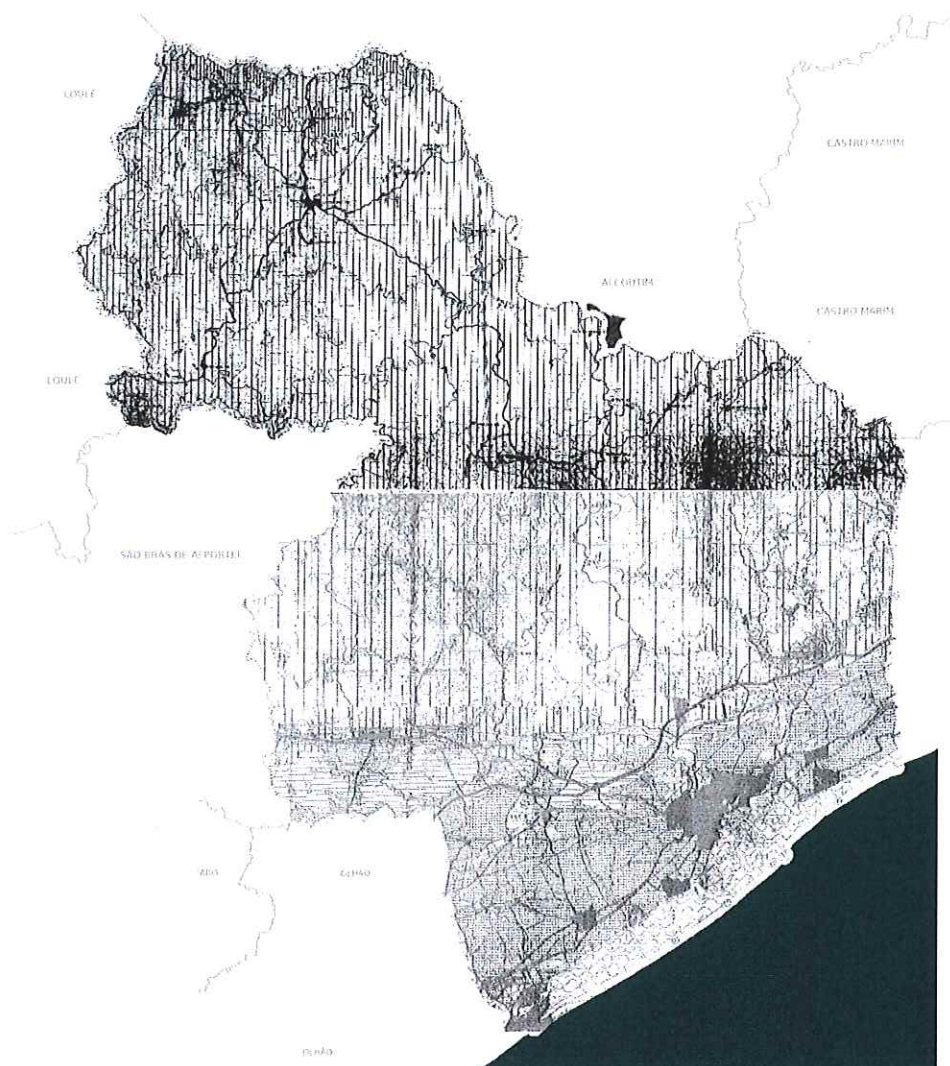 LOULÉ
CASTRO MARIM
ALCOUTIM
CASTRO MARIM
LOULÉ
SÃO BRÁS DE ALPORTEL
OLHÃO
OLHÃO